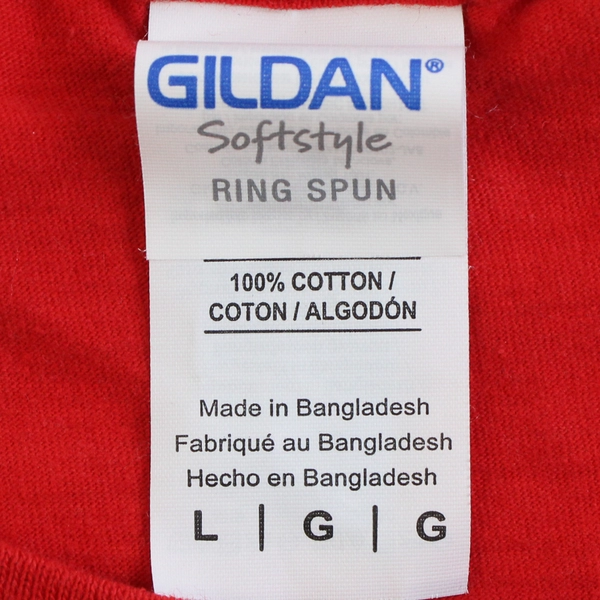 GILDAN®
Softstyle
RING SPUN
100% COTTON /
COTON / ALGODÓN
Made in Bangladesh
Fabriqué au Bangladesh
Hecho en Bangladesh
L | G | G